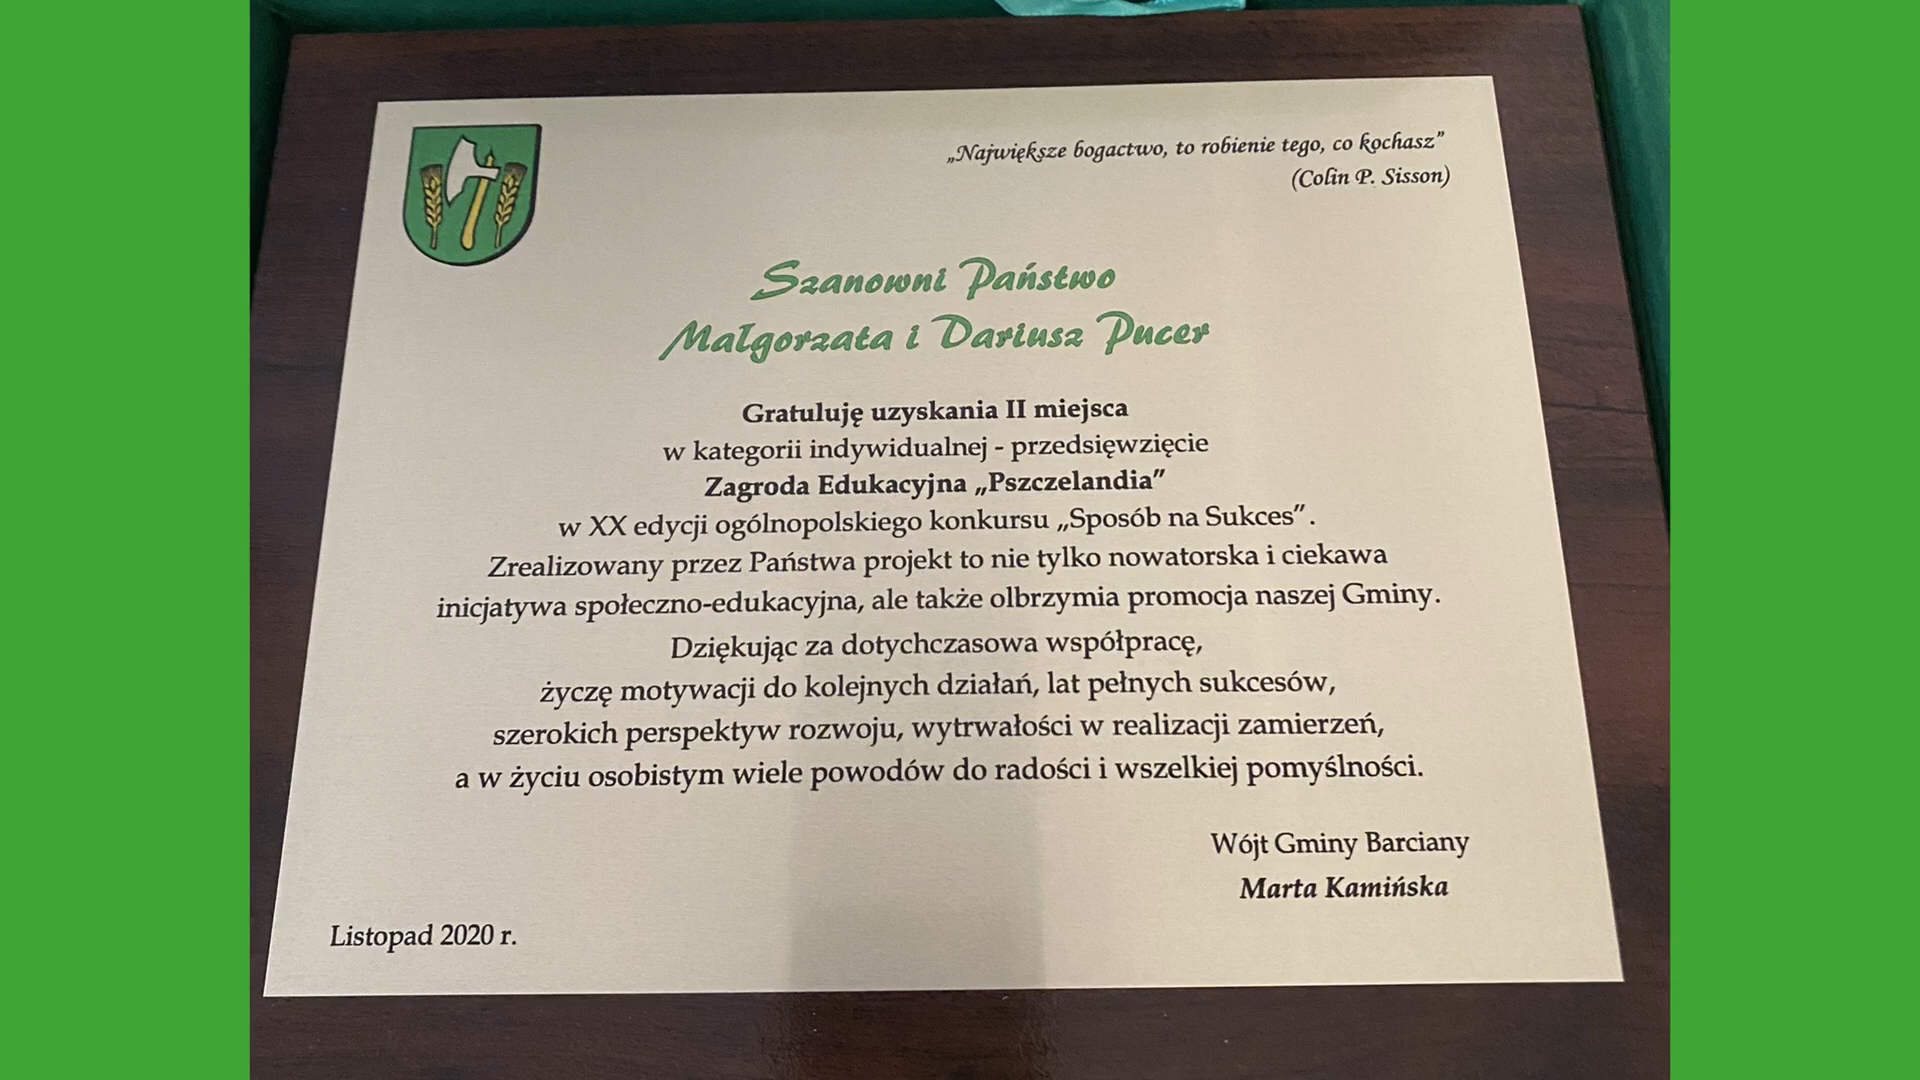 „Największe bogactwo, to robienie tego, co kochasz”
(Colin P. Sisson)
Szanowni Państwo
Małgorzata i Dariusz Pucer
Gratuluję uzyskania II miejsca
w kategorii indywidualnej - przedsięwzięcie
Zagroda Edukacyjna „Pszczelandia”
w XX edycji ogólnopolskiego konkursu „Sposób na Sukces”.
Zrealizowany przez Państwa projekt to nie tylko nowatorska i ciekawa
inicjatywa społeczno-edukacyjna, ale także olbrzymia promocja naszej Gminy.
Dziękując za dotychczasowa współpracę,
życzę motywacji do kolejnych działań, lat pełnych sukcesów,
szerokich perspektyw rozwoju, wytrwałości w realizacji zamierzeń,
a w życiu osobistym wiele powodów do radości i wszelkiej pomyślności.
Wójt Gminy Barciany
Marta Kamińska
Listopad 2020 r.